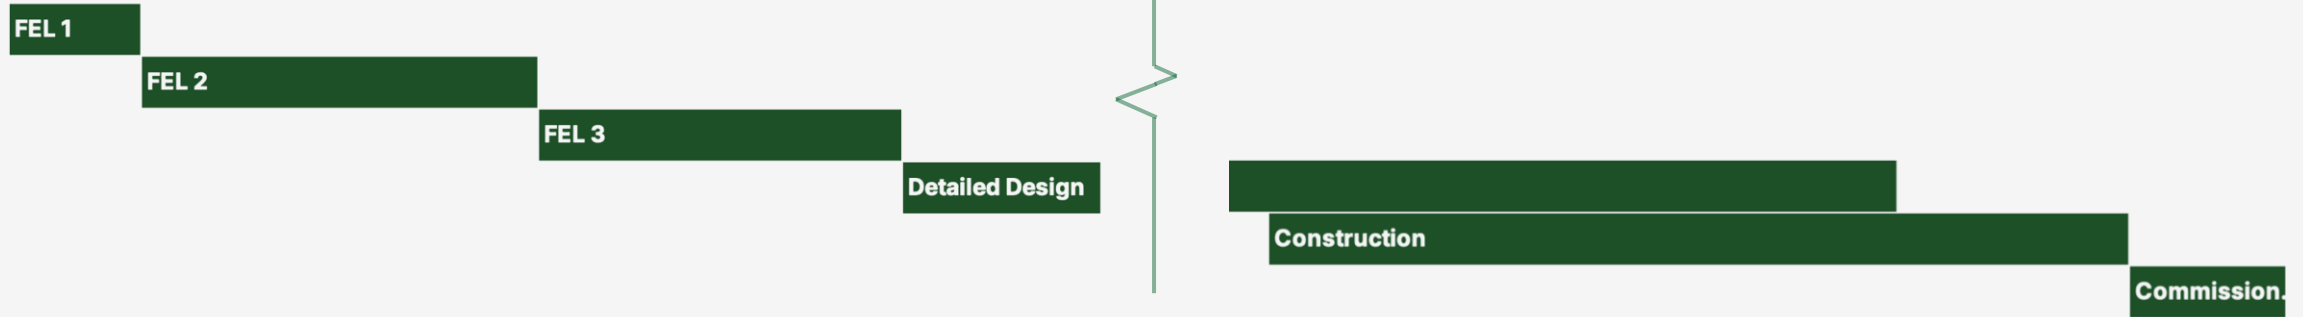 FEL 1
FEL 2
FEL 3
Detailed Design
Construction
Commission.